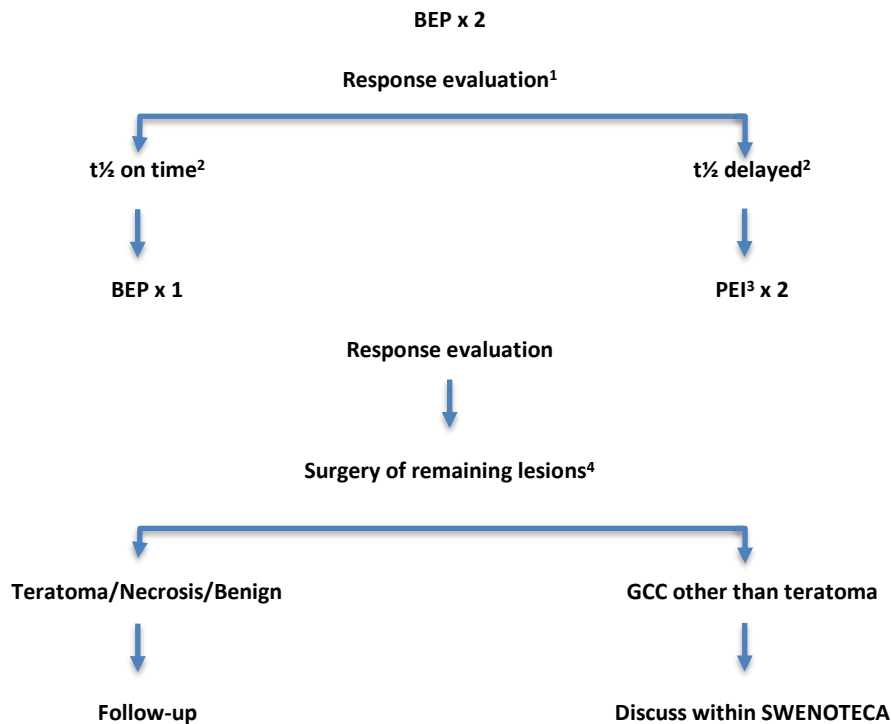 BEP x 2
Response evaluation¹
t½ on time²
t½ delayed²
BEP x 1
PEI³ x 2
Response evaluation
Surgery of remaining lesions⁴
Teratoma/Necrosis/Benign
GCC other than teratoma
Follow-up
Discuss within SWENOTECA